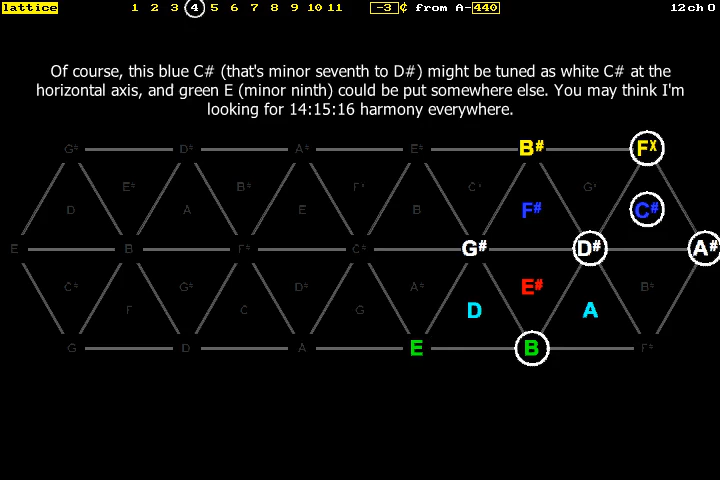 lattice 1 2 3 4 5 6 7 8 9 10 11 -3 ¢ from A-440 12ch0
Of course, this blue C# (that's minor seventh to D#) might be tuned as white C# at the
horizontal axis, and green E (minor ninth) could be put somewhere else. You may think I'm
looking for 14:15:16 harmony everywhere.
G# D# A# E# B# Fx
E# B# F# C# G#
D A E B F# C#
E B F# C# G# D# A#
C# G# D# A# E# B#
F C G D A
G D A E B F#